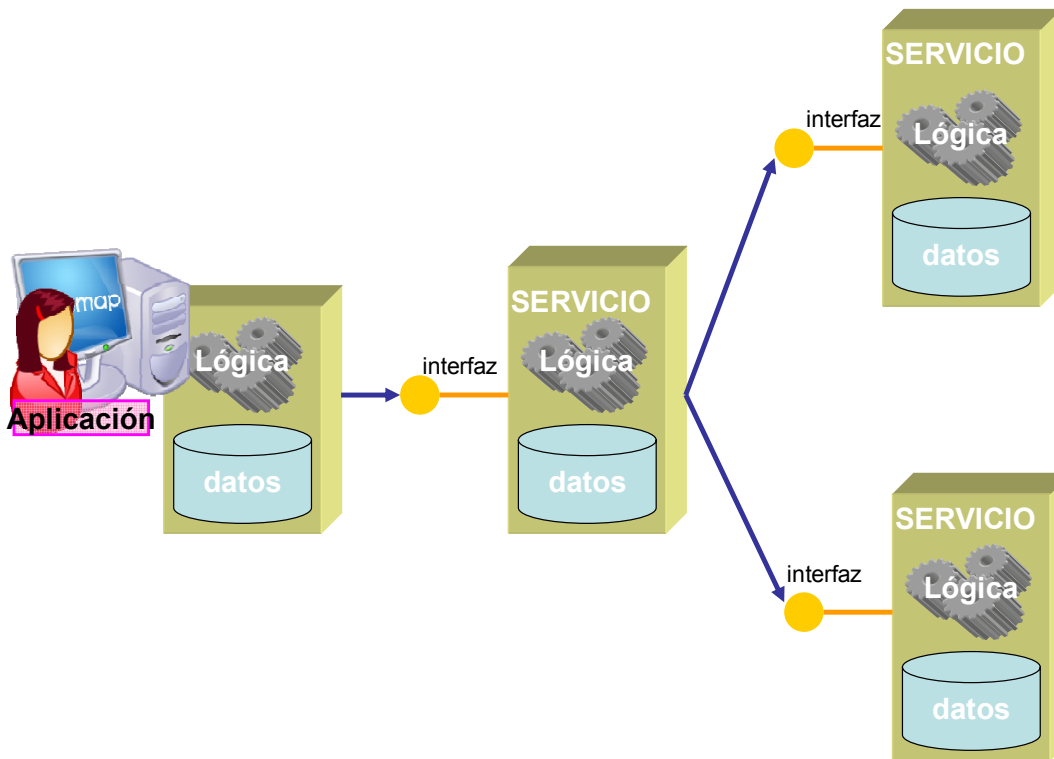 SERVICIO
interfaz
Lógica
datos
map
Aplicación
Lógica
datos
interfaz
SERVICIO
Lógica
datos
SERVICIO
interfaz
Lógica
datos